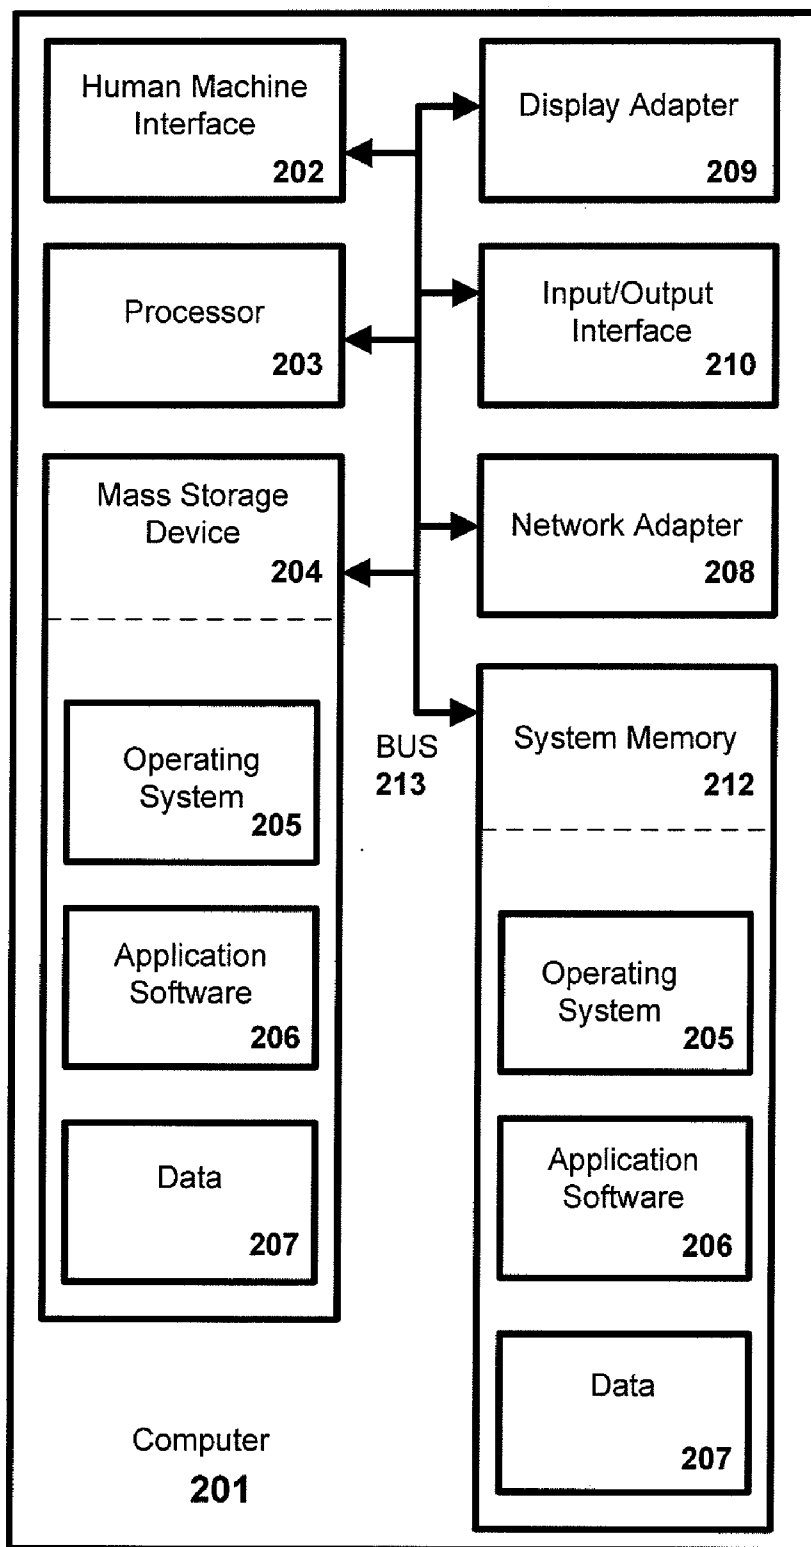 Human Machine
Interface
202
Processor
203
Mass Storage
Device
204
Operating
System
205
Application
Software
206
Data
207
Computer
201
BUS
213
Display Adapter
209
Input/Output
Interface
210
Network Adapter
208
System Memory
212
Operating
System
205
Application
Software
206
Data
207